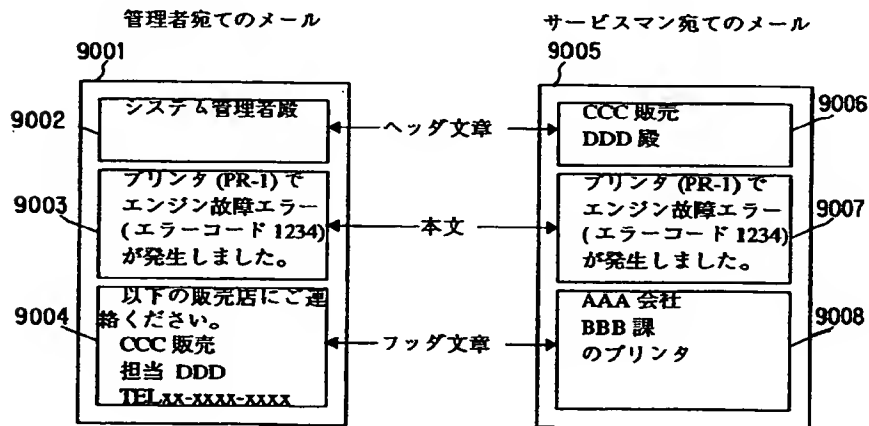 管理者宛てのメール
サービスマン宛てのメール
9001
9005
9002
システム管理者殿
ヘッダ文章
CCC 販売
DDD 殿
9006
9003
プリンタ (PR-1) で
エンジン故障エラー
(エラーコード 1234)
が発生しました。
本文
プリンタ (PR-1) で
エンジン故障エラー
(エラーコード 1234)
が発生しました。
9007
9004
以下の販売店にご連
絡ください。
CCC 販売
担当 DDD
TELxx-xxxx-xxxx
フッダ文章
AAA 会社
BBB 課
のプリンタ
9008